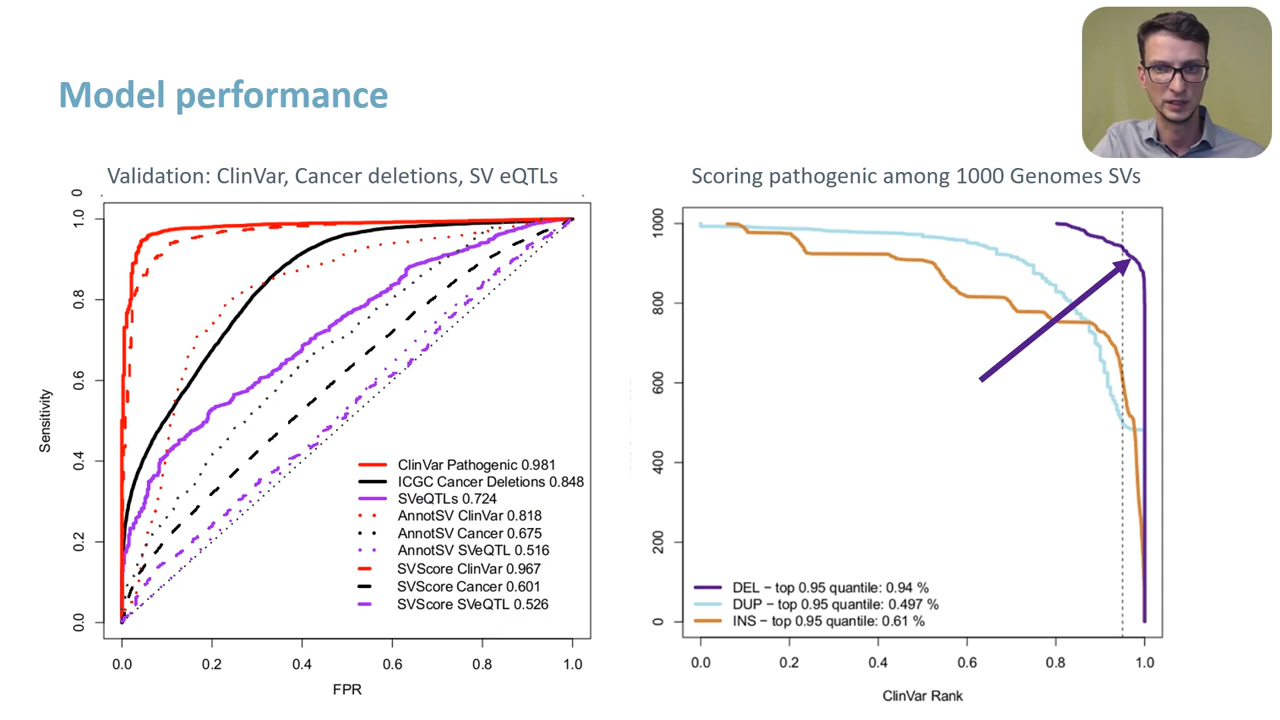 Model performance
Validation: ClinVar, Cancer deletions, SV eQTLs
0
1.0
0.8
0.6
0.4
0.2
0.0
Sensitivity
ClinVar Pathogenic 0.981
ICGC Cancer Deletions 0.848
SVeQTLs 0.724
AnnotSV ClinVar 0.818
AnnotSV Cancer 0.675
AnnotSV SVeQTL 0.516
SVScore ClinVar 0.967
SVScore Cancer 0.601
SVScore SVeQTL 0.526
0.0 0.2 0.4 0.6 0.8 1.0
FPR
Scoring pathogenic among 1000 Genomes SVs
1000
800
600
400
200
0
DEL − top 0.95 quantile: 0.94 %
DUP − top 0.95 quantile: 0.497 %
INS − top 0.95 quantile: 0.61 %
0.0 0.2 0.4 0.6 0.8 1.0
ClinVar Rank